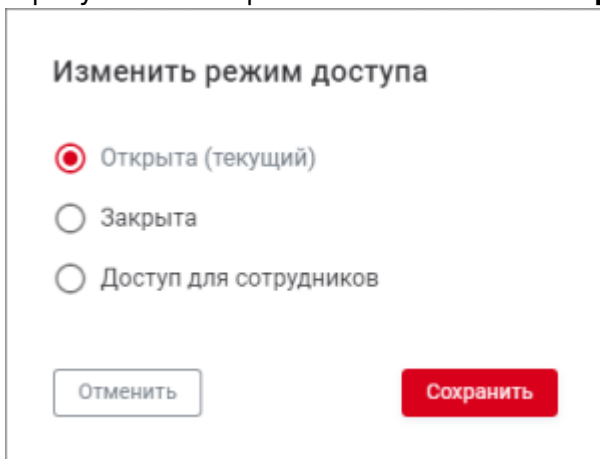 Изменить режим доступа
Открыта (текущий)
Закрыта
Доступ для сотрудников
Отменить
Сохранить